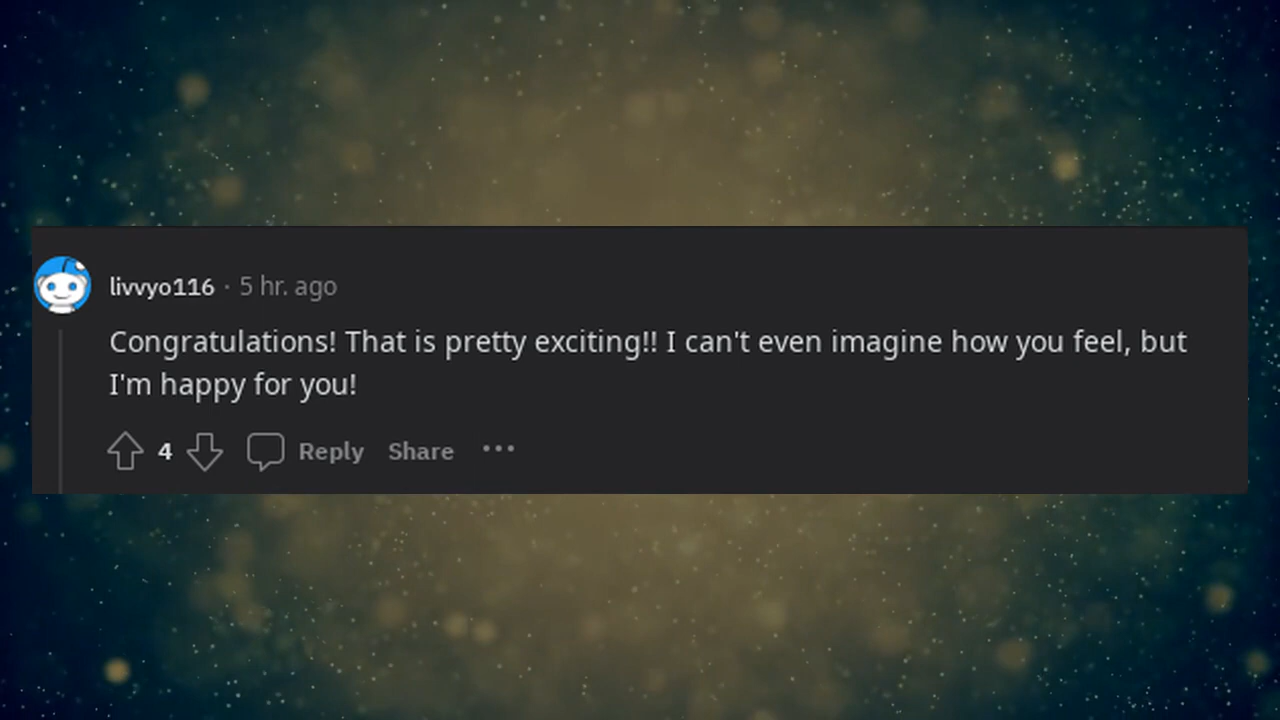 livvyo116 · 5 hr. ago
Congratulations! That is pretty exciting!! I can't even imagine how you feel, but
I'm happy for you!
4 Reply Share ···